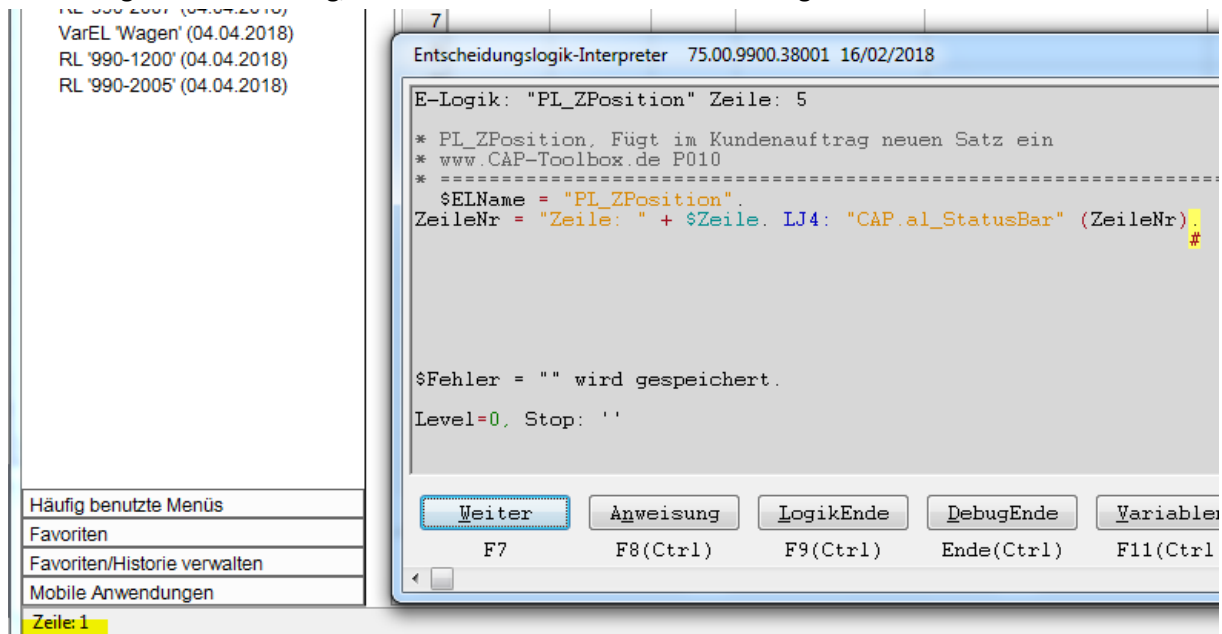 VarEL 'Wagen' (04.04.2018)
RL '990-1200' (04.04.2018)
RL '990-2005' (04.04.2018)
7
Entscheidungslogik-Interpreter 75.00.9900.38001 16/02/2018
E-Logik: "PL_ZPosition" Zeile: 5
* PL_ZPosition, Fügt im Kundenauftrag neuen Satz ein
* www.CAP-Toolbox.de P010
* ================================================================
$ELName = "PL_ZPosition".
ZeileNr = "Zeile: " + $Zeile. LJ4: "CAP.al_StatusBar" (ZeileNr).
#
$Fehler = "" wird gespeichert.
Level=0, Stop: ''
Weiter Anweisung LogikEnde DebugEnde Variablen
F7 F8(Ctrl) F9(Ctrl) Ende(Ctrl) F11(Ctrl
Häufig benutzte Menüs
Favoriten
Favoriten/Historie verwalten
Mobile Anwendungen
Zeile: 1